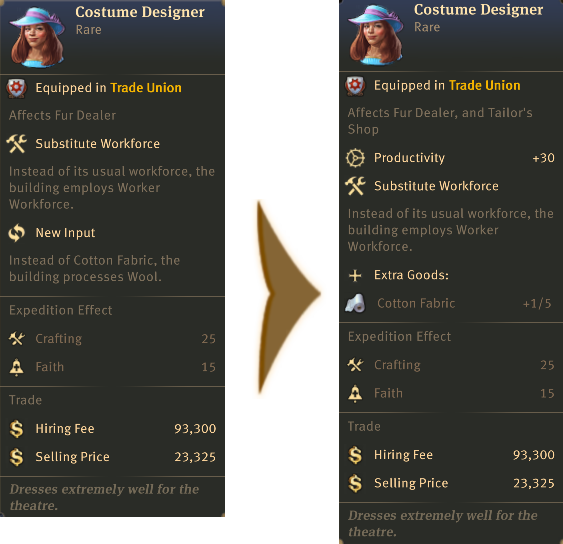 Costume Designer
Rare
Equipped in Trade Union
Affects Fur Dealer
Substitute Workforce
Instead of its usual workforce, the
building employs Worker
Workforce.
New Input
Instead of Cotton Fabric, the
building processes Wool.
Expedition Effect
Crafting 25
Faith 15
Trade
Hiring Fee 93,300
Selling Price 23,325
Dresses extremely well for the
theatre.
Costume Designer
Rare
Equipped in Trade Union
Affects Fur Dealer, and Tailor's
Shop
Productivity +30
Substitute Workforce
Instead of its usual workforce, the
building employs Worker
Workforce.
Extra Goods:
Cotton Fabric +1/5
Expedition Effect
Crafting 25
Faith 15
Trade
Hiring Fee 93,300
Selling Price 23,325
Dresses extremely well for the
theatre.